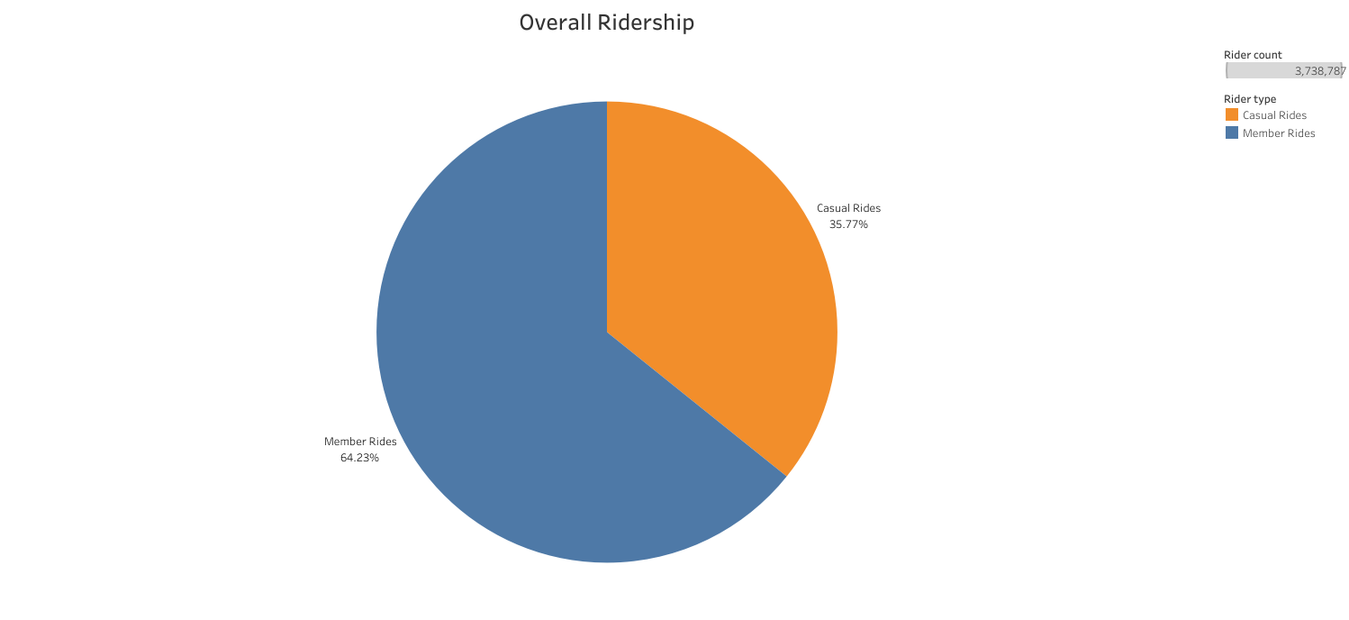 Overall Ridership
Rider count
3,738,787
Rider type
Casual Rides
Member Rides
Casual Rides
35.77%
Member Rides
64.23%